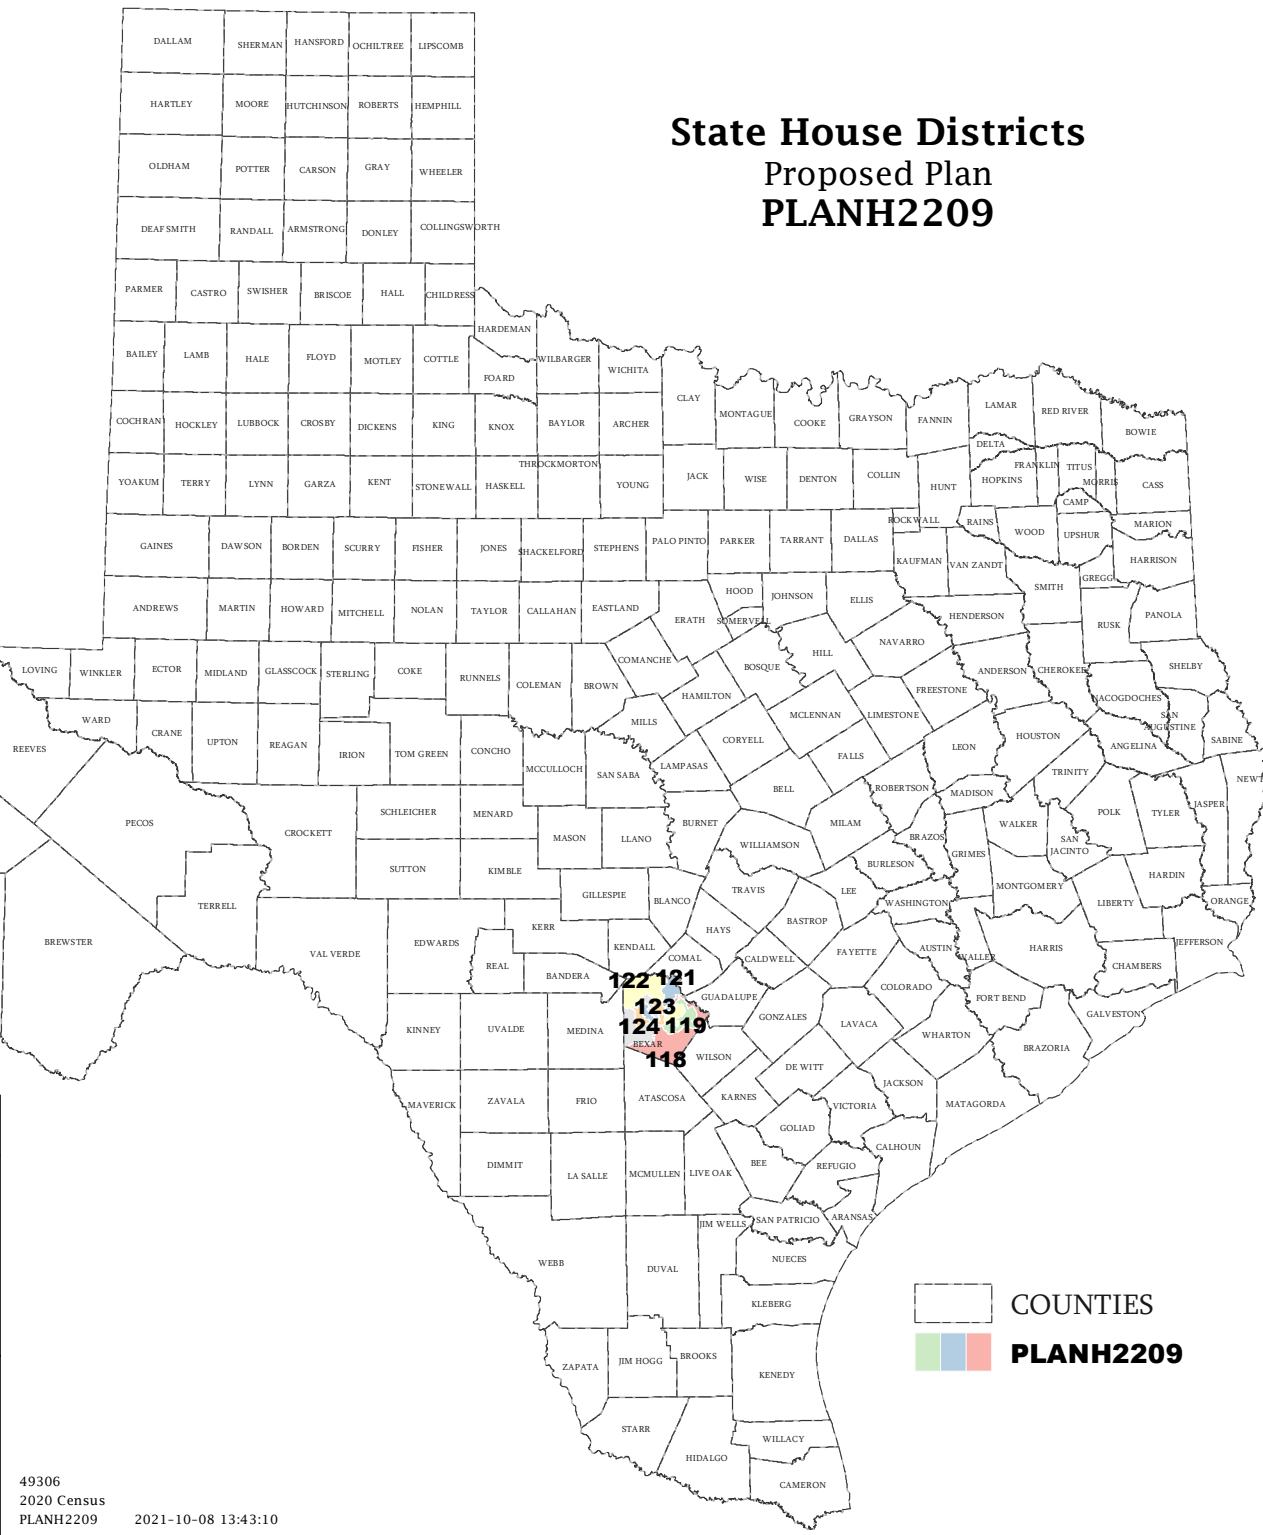 State House Districts
Proposed Plan
PLANH2209
DALLAM SHERMAN HANSFORD OCHILTREE LIPSCOMB
HARTLEY MOORE HUTCHINSON ROBERTS HEMPHILL
OLDHAM POTTER CARSON GRAY WHEELER
DEAF SMITH RANDALL ARMSTRONG DONLEY COLLINGSWORTH
PARMER CASTRO SWISHER BRISCOE HALL CHILDRESS
HARDEMAN
BAILEY LAMB HALE FLOYD MOTLEY COTTLE FOARD WILBARGER WICHITA
CLAY MONTAGUE COOKE GRAYSON FANNIN LAMAR RED RIVER BOWIE
COCHRAN HOCKLEY LUBBOCK CROSBY DICKENS KING KNOX BAYLOR ARCHER
DELTA
YOAKUM TERRY LYNN GARZA KENT STONEWALL HASKELL THROCKMORTON YOUNG JACK WISE DENTON COLLIN HUNT HOPKINS FRANKLIN TITUS MORRIS CASS
CAMP
GAINES DAWSON BORDEN SCURRY FISHER JONES SHACKELFORD STEPHENS PALO PINTO PARKER TARRANT DALLAS ROCKWALL RAINS WOOD UPSHUR MARION
KAUFMAN VAN ZANDT SMITH GREGG HARRISON
ANDREWS MARTIN HOWARD MITCHELL NOLAN TAYLOR CALLAHAN EASTLAND ERATH HOOD SOMERVELL JOHNSON ELLIS HENDERSON RUSK PANOLA
LOVING WINKLER ECTOR MIDLAND GLASSCOCK STERLING COKE RUNNELS COLEMAN BROWN COMANCHE BOSQUE HILL NAVARRO ANDERSON CHEROKEE SHELBY
HAMILTON FREESTONE NACOGDOCHES
WARD CRANE UPTON REAGAN IRION TOM GREEN CONCHO MILLS MCLENNAN LIMESTONE SAN
AUGUSTINE
SABINE
REEVES MCCULLOCH SAN SABA LAMPASAS CORYELL FALLS LEON HOUSTON ANGELINA
TRINITY NEWT
PECOS CROCKETT SCHLEICHER MENARD MASON LLANO BURNET BELL MILAM ROBERTSON MADISON WALKER POLK TYLER JASPER
SAN
JACINTO
SUTTON KIMBLE WILLIAMSON BURLESON BRAZOS GRIMES MONTGOMERY HARDIN
TERRELL GILLESPIE BLANCO TRAVIS LEE WASHINGTON LIBERTY ORANGE
BREWSTER VAL VERDE EDWARDS KERR KENDALL HAYS BASTROP FAYETTE AUSTIN WALLER HARRIS JEFFERSON
REAL BANDERA COMAL CALDWELL CHAMBERS
122 121
GUADALUPE COLORADO FORT BEND GALVESTON
123
124 119
KINNEY UVALDE MEDINA BEXAR GONZALES LAVACA WHARTON BRAZORIA
118
WILSON DE WITT
MAVERICK ZAVALA FRIO ATASCOSA KARNES VICTORIA JACKSON MATAGORDA
GOLIAD CALHOUN
DIMMIT LA SALLE MCMULLEN LIVE OAK BEE REFUGIO
JIM WELLS SAN PATRICIO ARANSAS
WEBB DUVAL NUECES
KLEBERG
ZAPATA JIM HOGG BROOKS KENEDY
STARR HIDALGO WILLACY
CAMERON
COUNTIES
PLANH2209
49306
2020 Census
PLANH2209 2021-10-08 13:43:10